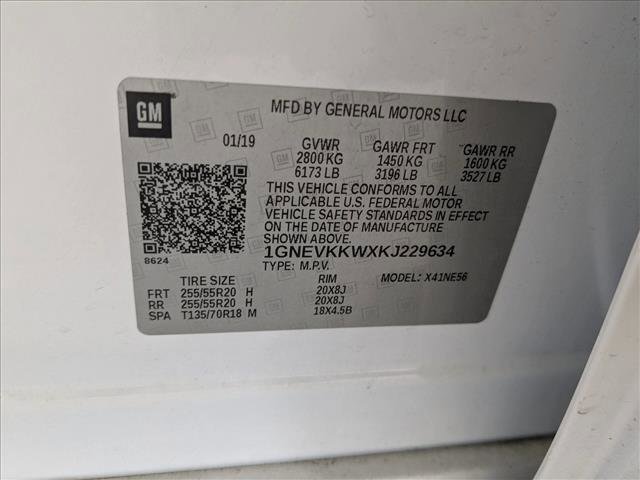 GM
MFD BY GENERAL MOTORS LLC
01/19 GVWR GAWR FRT GAWR RR
2800 KG 1450 KG 1600 KG
6173 LB 3196 LB 3527 LB
THIS VEHICLE CONFORMS TO ALL
APPLICABLE U.S. FEDERAL MOTOR
VEHICLE SAFETY STANDARDS IN EFFECT
ON THE DATE OF MANUFACTURE
SHOWN ABOVE.
8624
1GNEVKKWXKJ229634
TYPE: M.P.V. MODEL: X41NE56
TIRE SIZE RIM
FRT 255/55R20 H 20X8J
RR 255/55R20 H 20X8J
SPA T135/70R18 M 18X4.5B